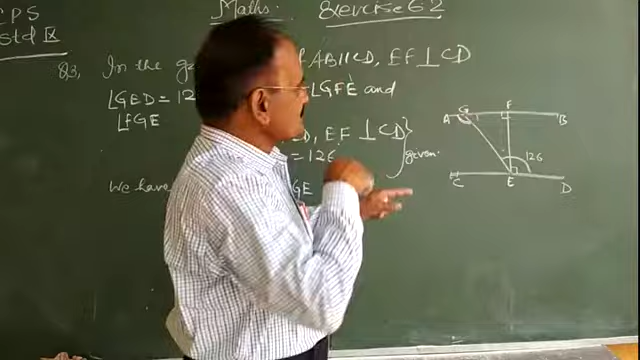 CPS
Std IX
Maths.
Exercise 6.2
Q3, In the g AB||CD, EF⊥CD
∠GED = 12 ∠GFE and
∠FGE
D, EF ⊥ CD} given.
= 126
We have GE
A G F B
126
C E D